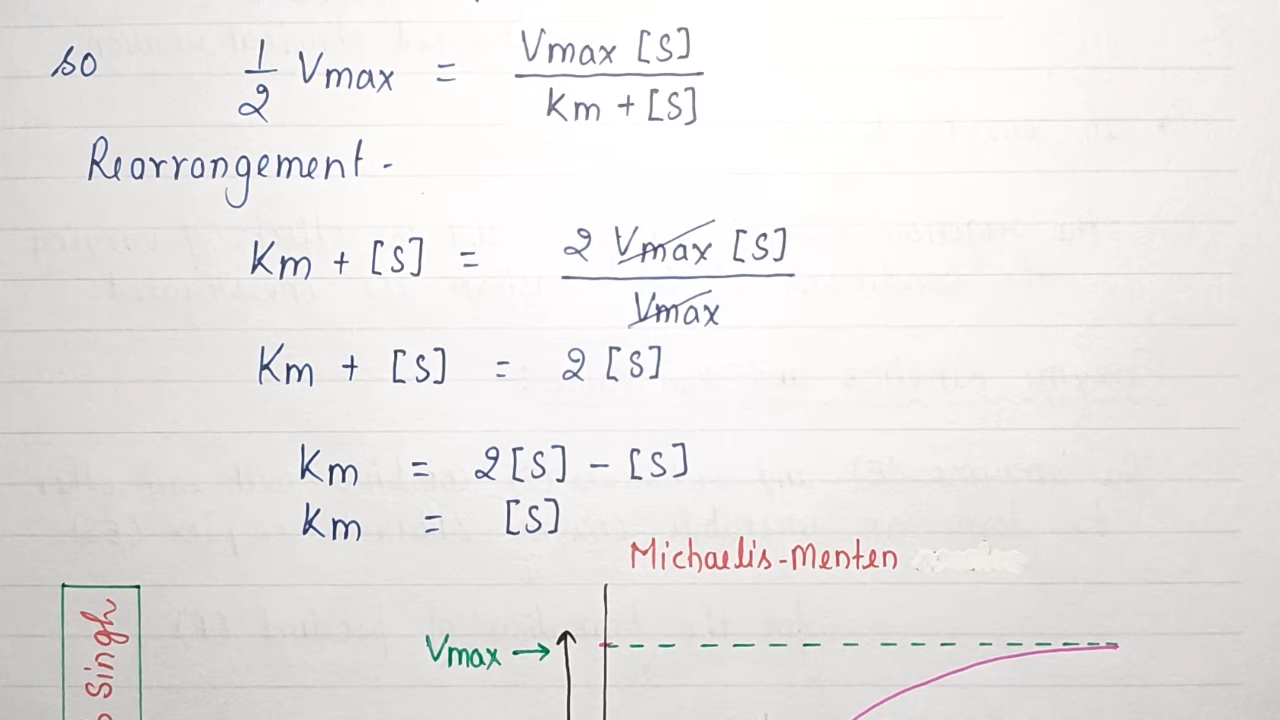 so 1/2 Vmax = Vmax [S] / Km + [S]
Rearrangement -
Km + [S] = 2 Vmax [S] / Vmax
Km + [S] = 2 [S]
Km = 2[S] - [S]
Km = [S]
Michaelis-Menten
Vmax →
Singh